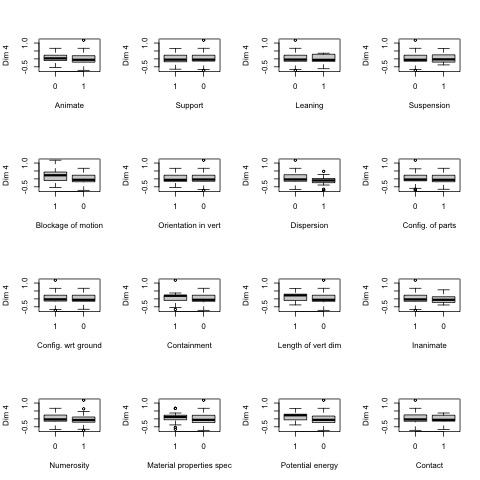 Dim 4
1.0
-0.5
0 1
Animate
Dim 4
1.0
-0.5
1 0
Support
Dim 4
1.0
-0.5
0 1
Leaning
Dim 4
1.0
-0.5
0 1
Suspension
Dim 4
1.0
-0.5
1 0
Blockage of motion
Dim 4
1.0
-0.5
1 0
Orientation in vert
Dim 4
1.0
-0.5
0 1
Dispersion
Dim 4
1.0
-0.5
0 1
Config. of parts
Dim 4
1.0
-0.5
1 0
Config. wrt ground
Dim 4
1.0
-0.5
1 0
Containment
Dim 4
1.0
-0.5
1 0
Length of vert dim
Dim 4
1.0
-0.5
1 0
Inanimate
Dim 4
1.0
-0.5
0 1
Numerosity
Dim 4
1.0
-0.5
1 0
Material properties spec
Dim 4
1.0
-0.5
1 0
Potential energy
Dim 4
1.0
-0.5
0 1
Contact